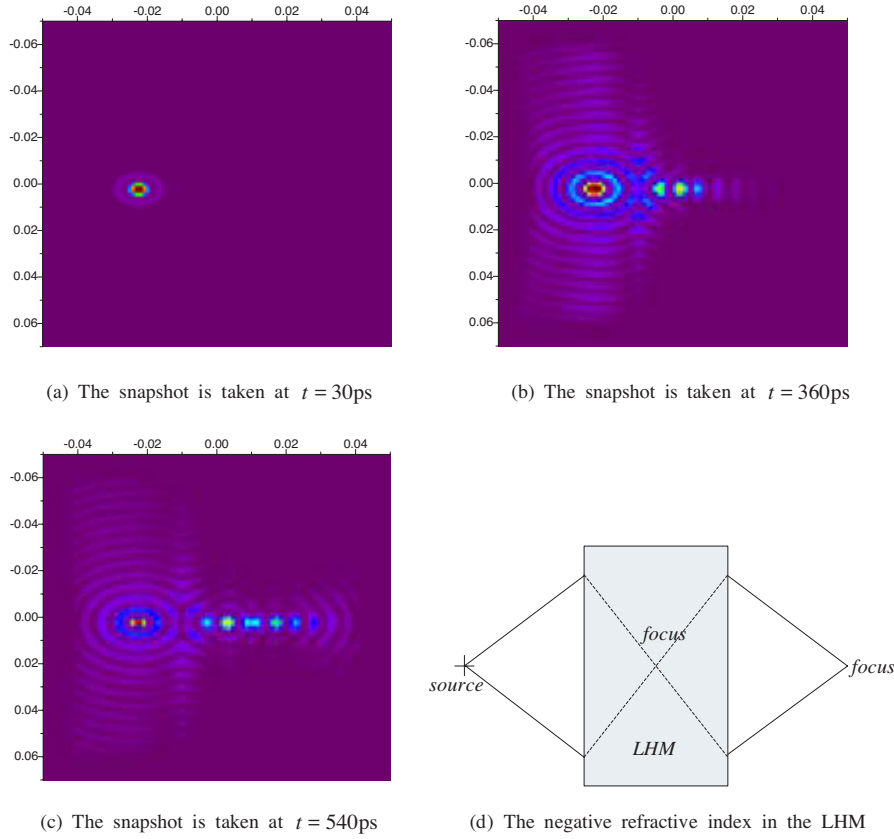 -0.04 -0.02 0.00 0.02 0.04
-0.06
-0.04
-0.02
0.00
0.02
0.04
0.06
(a) The snapshot is taken at t = 30ps
-0.04 -0.02 0.00 0.02 0.04
-0.06
-0.04
-0.02
0.00
0.02
0.04
0.06
(b) The snapshot is taken at t = 360ps
-0.04 -0.02 0.00 0.02 0.04
-0.06
-0.04
-0.02
0.00
0.02
0.04
0.06
(c) The snapshot is taken at t = 540ps
focus
source
focus
LHM
(d) The negative refractive index in the LHM